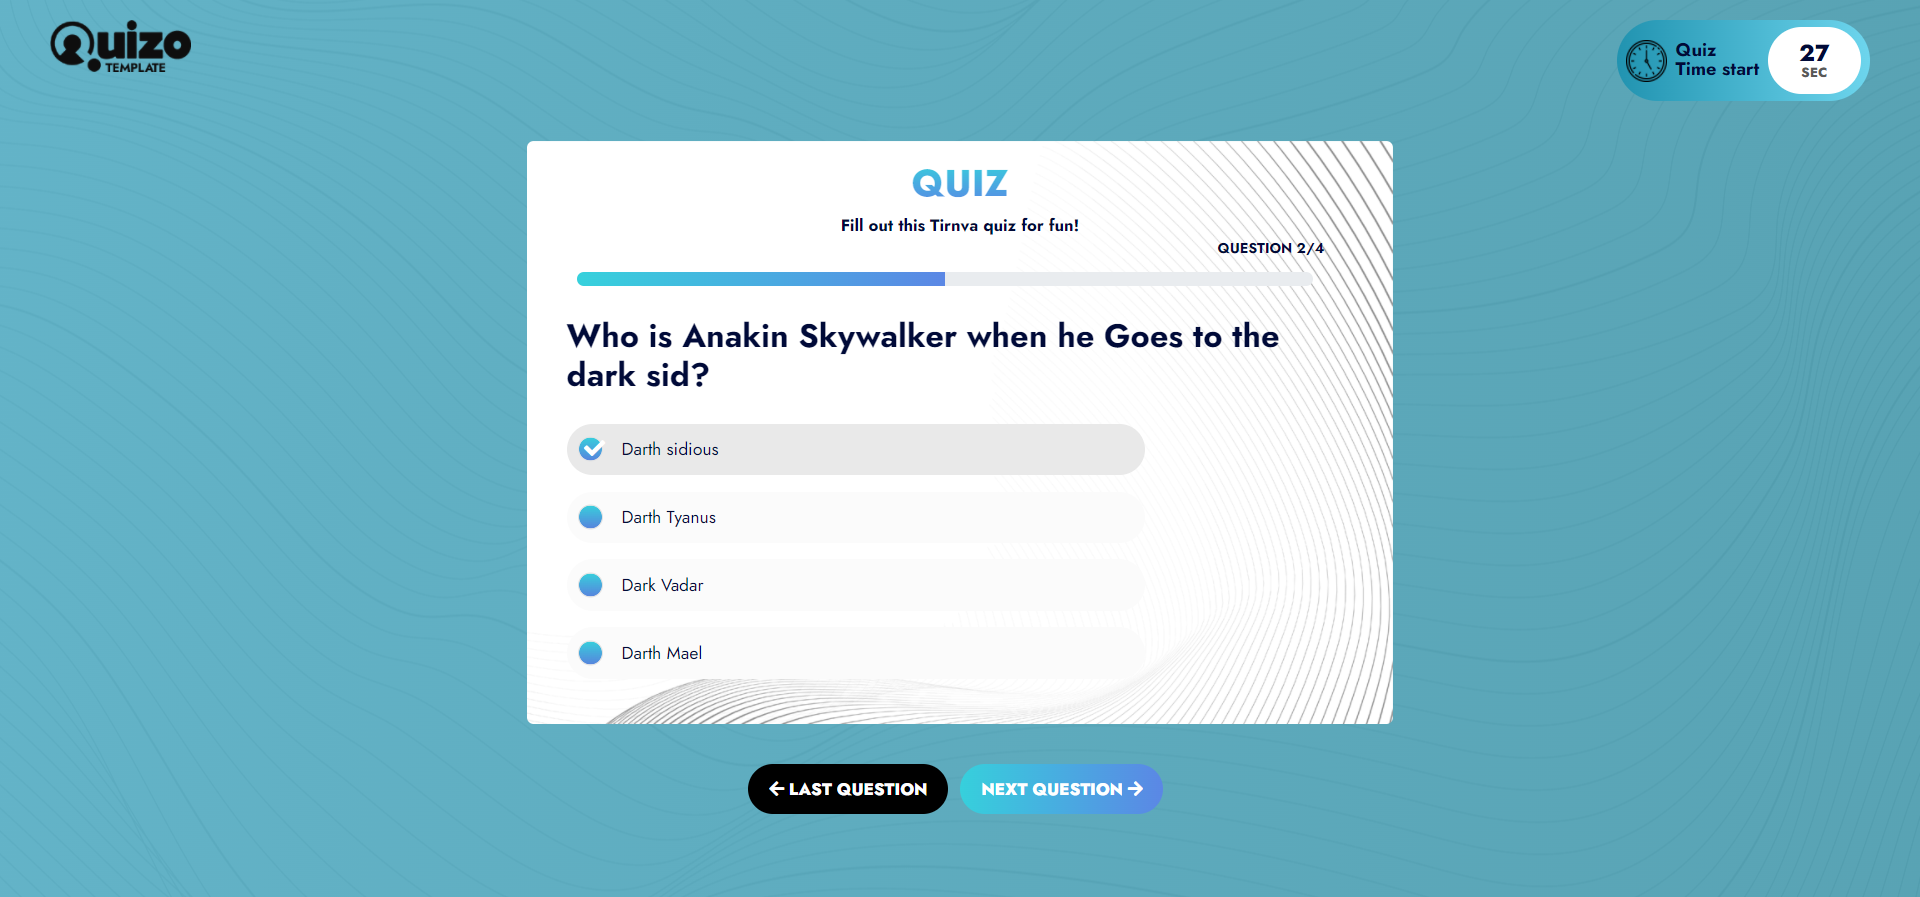 Quizo
TEMPLATE
Quiz
Time start
27
SEC
QUIZ
Fill out this Tirnva quiz for fun!
QUESTION 2/4
Who is Anakin Skywalker when he Goes to the
dark sid?
Darth sidious
Darth Tyanus
Dark Vadar
Darth Mael
LAST QUESTION
NEXT QUESTION